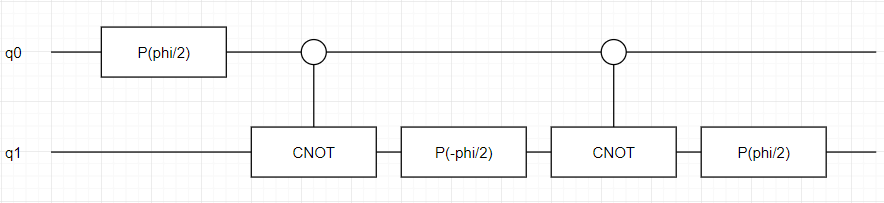 q0 P(phi/2)
q1 CNOT P(-phi/2) CNOT P(phi/2)